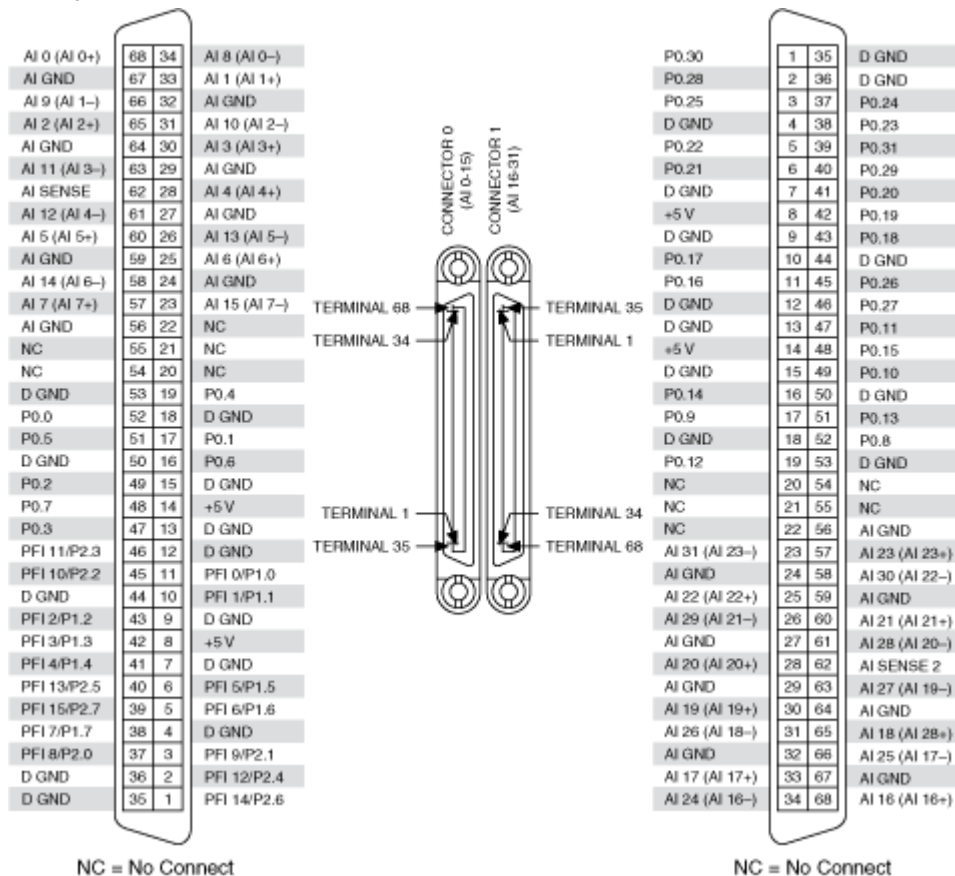 AI 0 (AI 0+) 68 34 AI 8 (AI 0–)
AI GND 67 33 AI 1 (AI 1+)
AI 9 (AI 1–) 66 32 AI GND
AI 2 (AI 2+) 65 31 AI 10 (AI 2–)
AI GND 64 30 AI 3 (AI 3+)
AI 11 (AI 3–) 63 29 AI GND
AI SENSE 62 28 AI 4 (AI 4+)
AI 12 (AI 4–) 61 27 AI GND
AI 5 (AI 5+) 60 26 AI 13 (AI 5–)
AI GND 59 25 AI 6 (AI 6+)
AI 14 (AI 6–) 58 24 AI GND
AI 7 (AI 7+) 57 23 AI 15 (AI 7–)
AI GND 56 22 NC
NC 55 21 NC
NC 54 20 NC
D GND 53 19 P0.4
P0.0 52 18 D GND
P0.5 51 17 P0.1
D GND 50 16 P0.6
P0.2 49 15 D GND
P0.7 48 14 +5 V
P0.3 47 13 D GND
PFI 11/P2.3 46 12 D GND
PFI 10/P2.2 45 11 PFI 0/P1.0
D GND 44 10 PFI 1/P1.1
PFI 2/P1.2 43 9 D GND
PFI 3/P1.3 42 8 +5 V
PFI 4/P1.4 41 7 D GND
PFI 13/P2.5 40 6 PFI 5/P1.5
PFI 15/P2.7 39 5 PFI 6/P1.6
PFI 7/P1.7 38 4 D GND
PFI 8/P2.0 37 3 PFI 9/P2.1
D GND 36 2 PFI 12/P2.4
D GND 35 1 PFI 14/P2.6
NC = No Connect
CONNECTOR 0
(AI 0-15)
CONNECTOR 1
(AI 16-31)
TERMINAL 68
TERMINAL 34
TERMINAL 35
TERMINAL 1
TERMINAL 1
TERMINAL 35
TERMINAL 34
TERMINAL 68
P0.30 1 35 D GND
P0.28 2 36 D GND
P0.25 3 37 P0.24
D GND 4 38 P0.23
P0.22 5 39 P0.31
P0.21 6 40 P0.29
D GND 7 41 P0.20
+5 V 8 42 P0.19
D GND 9 43 P0.18
P0.17 10 44 D GND
P0.16 11 45 P0.26
D GND 12 46 P0.27
D GND 13 47 P0.11
+5 V 14 48 P0.15
D GND 15 49 P0.10
P0.14 16 50 D GND
P0.9 17 51 P0.13
D GND 18 52 P0.8
P0.12 19 53 D GND
NC 20 54 NC
NC 21 55 NC
NC 22 56 AI GND
AI 31 (AI 23–) 23 57 AI 23 (AI 23+)
AI GND 24 58 AI 30 (AI 22–)
AI 22 (AI 22+) 25 59 AI GND
AI 29 (AI 21–) 26 60 AI 21 (AI 21+)
AI GND 27 61 AI 28 (AI 20–)
AI 20 (AI 20+) 28 62 AI SENSE 2
AI GND 29 63 AI 27 (AI 19–)
AI 19 (AI 19+) 30 64 AI GND
AI 26 (AI 18–) 31 65 AI 18 (AI 28+)
AI GND 32 66 AI 25 (AI 17–)
AI 17 (AI 17+) 33 67 AI GND
AI 24 (AI 16–) 34 68 AI 16 (AI 16+)
NC = No Connect